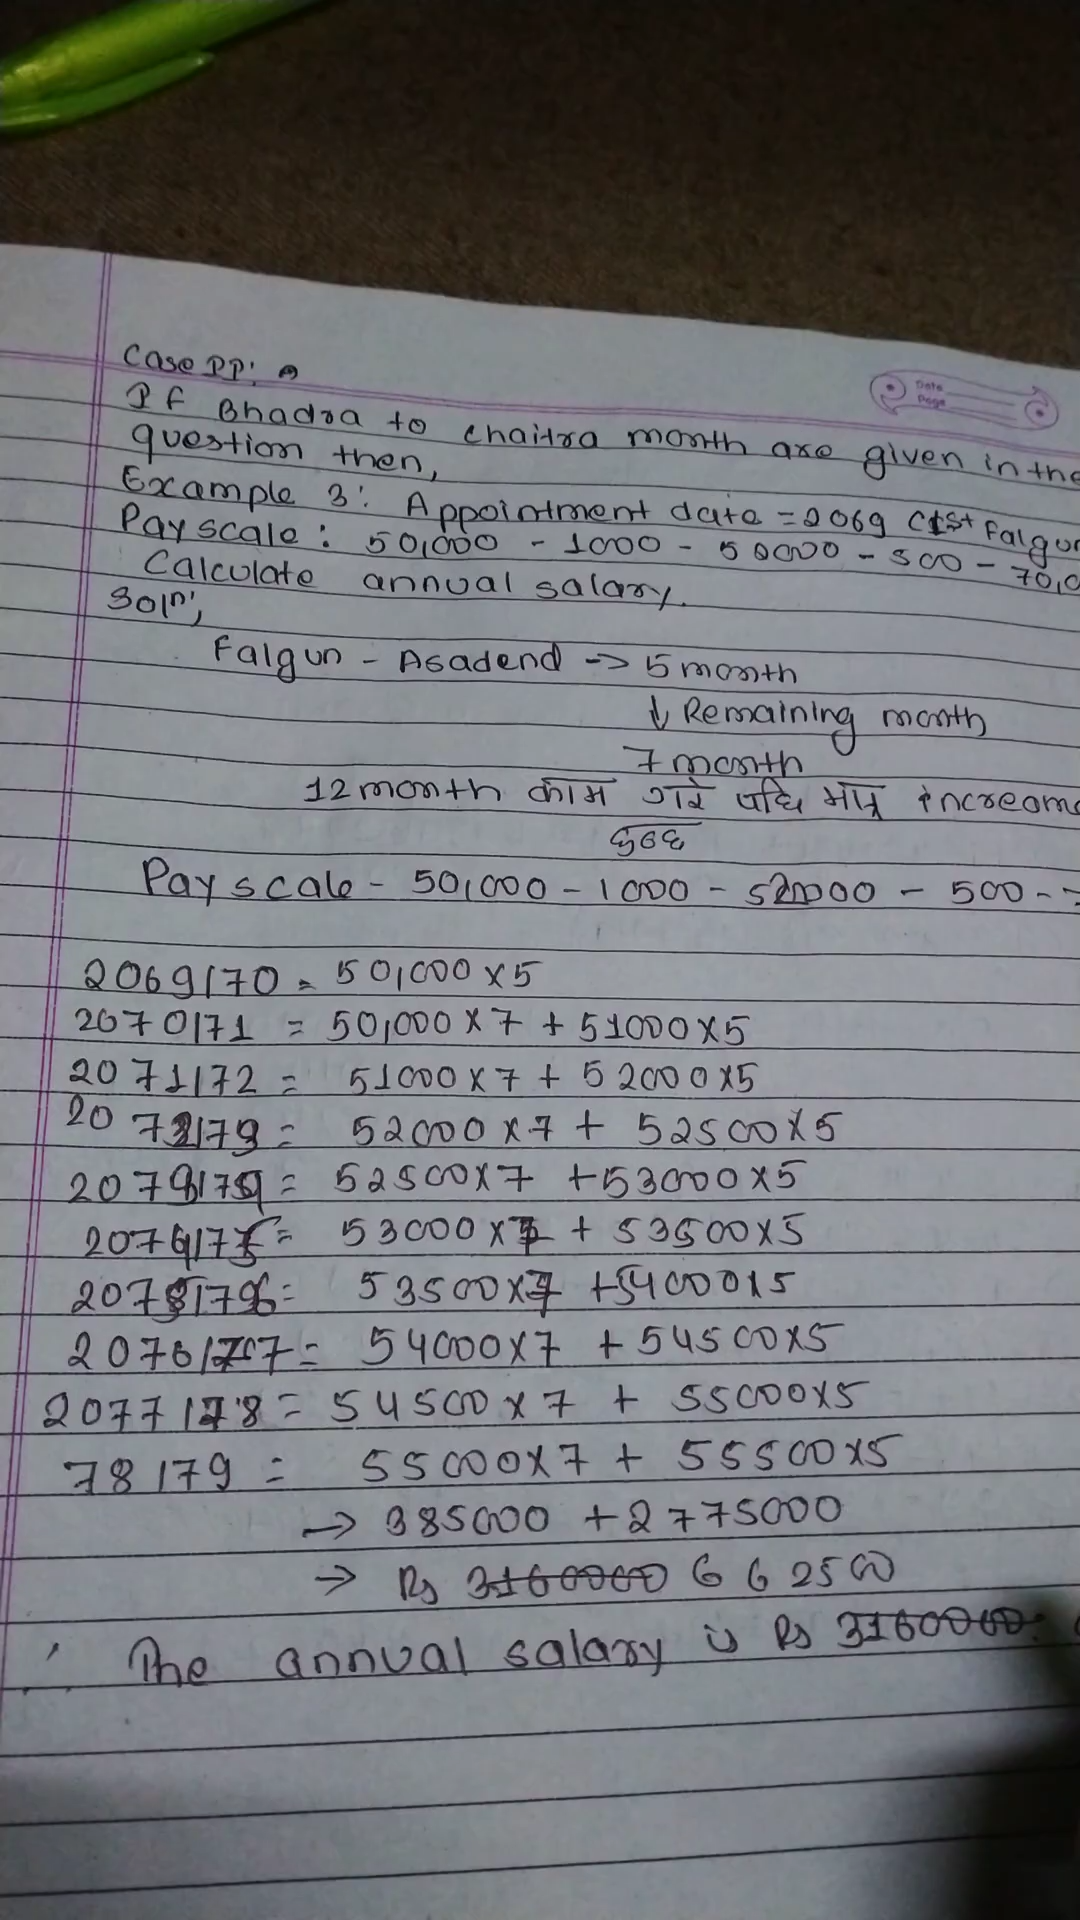 Case II:
If Bhadra to chaitra month are given in the
question then,
Date
Page
Example 3: Appointment date = 2069 (1st Falgun
Pay scale: 50,000 - 1000 - 50000 - 500 - 70,0
Calculate annual salary.
Soln;
Falgun - Asadend -> 5 month
↓ Remaining month
7 month
12 month काम गरे पछि मात्र incream
हुन्छ
Pay scale - 50,000 - 1000 - 52000 - 500 -
2069/70 = 50,000 x 5
2070/71 = 50,000 x 7 + 51000 x 5
2071/72 = 51000 x 7 + 52000 x 5
2072/73 = 52000 x 7 + 52500 x 5
2073/74 = 52500 x 7 + 53000 x 5
2074/75 = 53000 x 7 + 53500 x 5
2075/76 = 53500 x 7 + 54000 x 5
2076/77 = 54000 x 7 + 54500 x 5
2077/78 = 54500 x 7 + 55000 x 5
78/79 = 55000 x 7 + 55500 x 5
-> 385000 + 2775000
-> Rs 3160000 662500
∴ The annual salary is Rs 3160000.